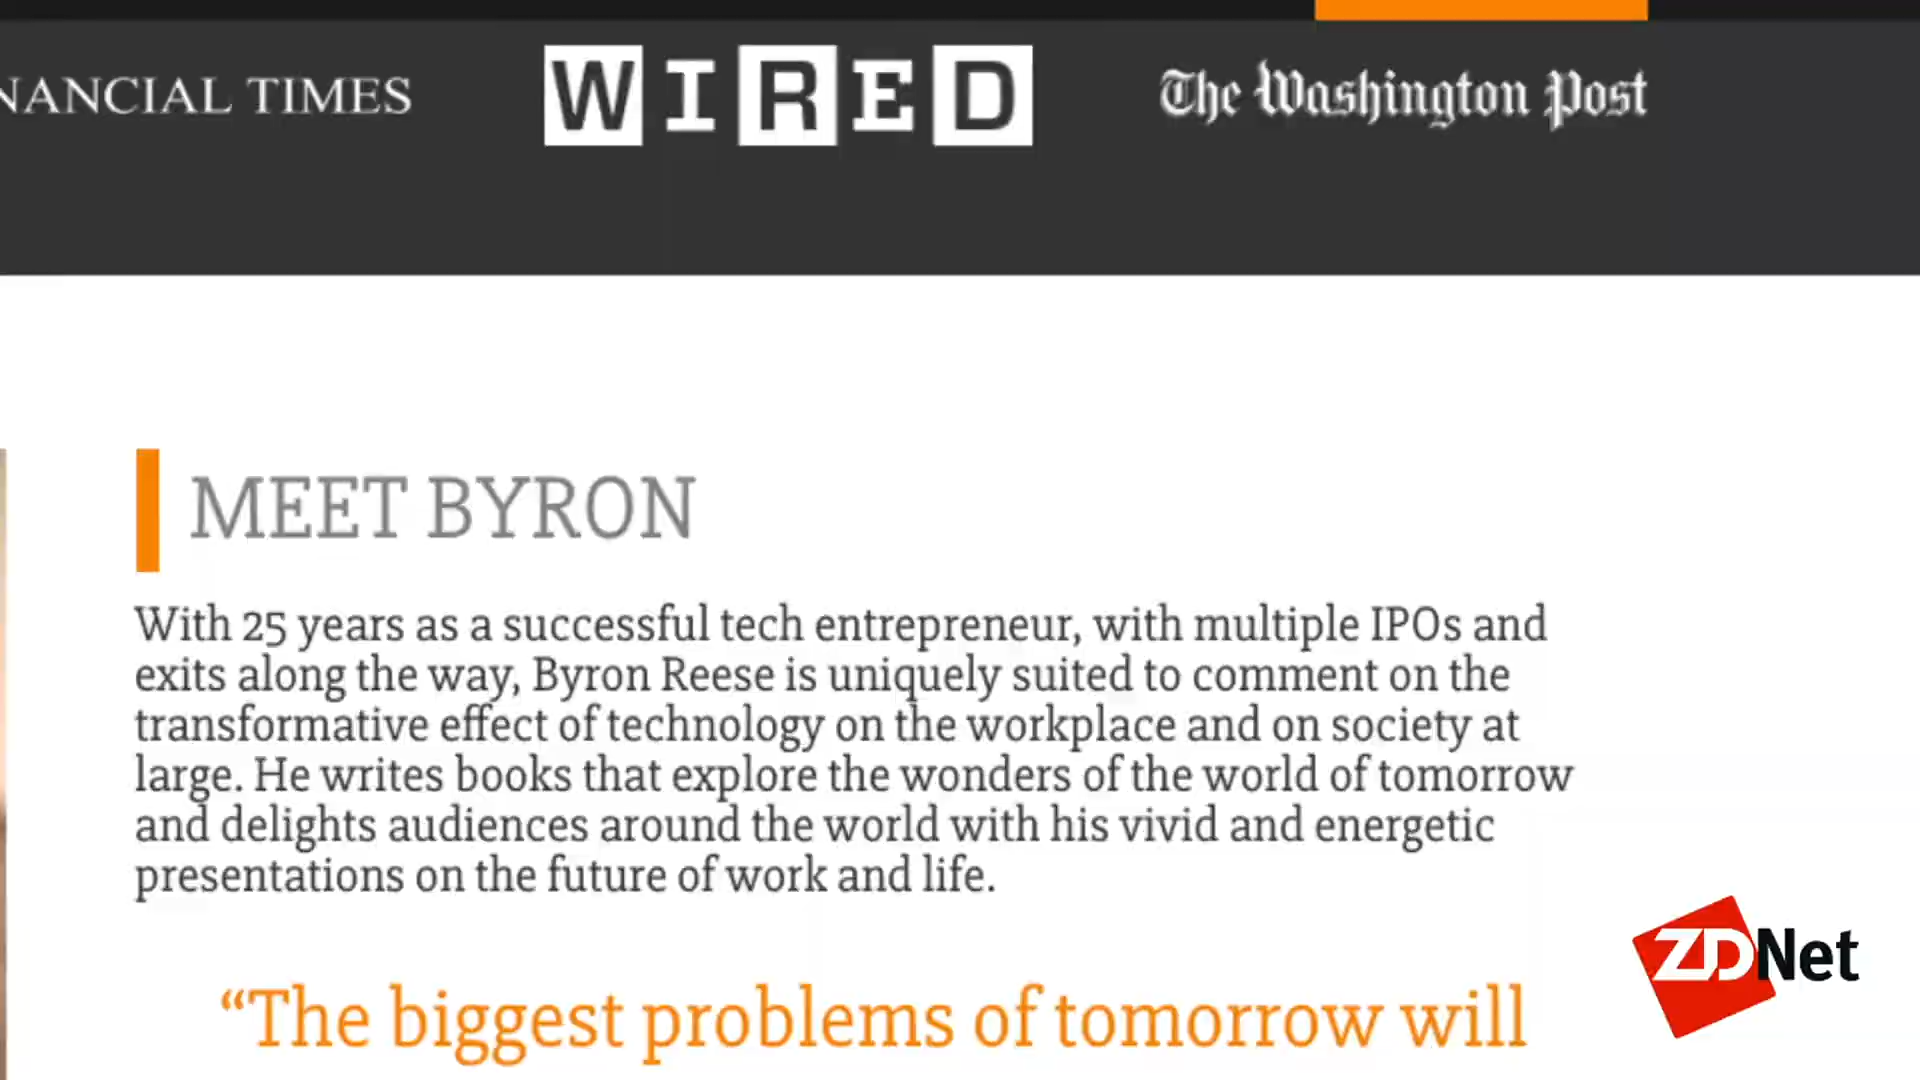 NANCIAL TIMES
WIRED
The Washington Post
MEET BYRON
With 25 years as a successful tech entrepreneur, with multiple IPOs and
exits along the way, Byron Reese is uniquely suited to comment on the
transformative effect of technology on the workplace and on society at
large. He writes books that explore the wonders of the world of tomorrow
and delights audiences around the world with his vivid and energetic
presentations on the future of work and life.
“The biggest problems of tomorrow will
ZDNet